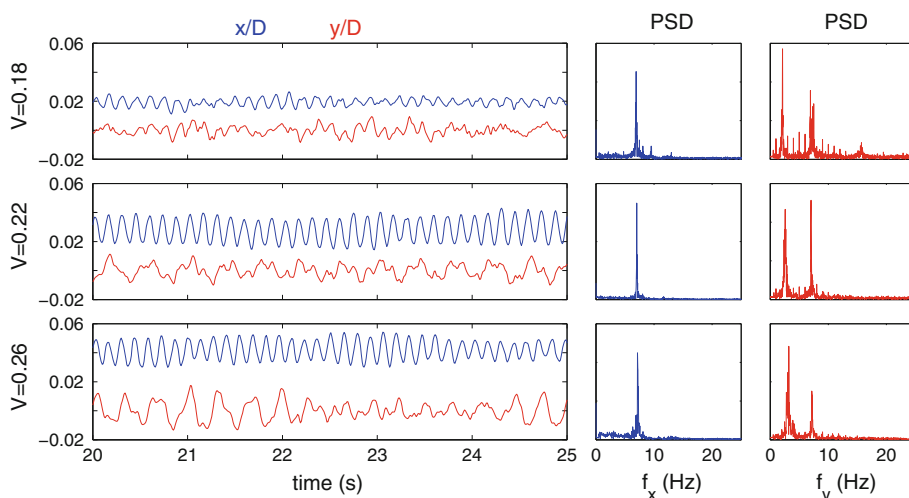 x/D y/D PSD PSD
V=0.18
0.06
0.02
−0.02
V=0.22
0.06
0.02
−0.02
V=0.26
0.06
0.02
−0.02
20 21 22 23 24 25
time (s)
0 10 20
f_x (Hz)
0 10 20
f_y (Hz)